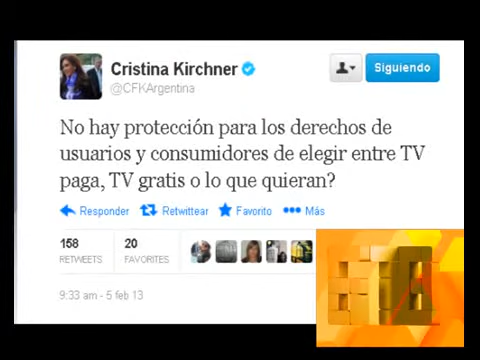 Cristina Kirchner
@CFKArgentina
Siguiendo
No hay protección para los derechos de
usuarios y consumidores de elegir entre TV
paga, TV gratis o lo que quieran?
Responder Retwittear Favorito Más
158 20
RETWEETS FAVORITES
9:33 am - 5 feb 13